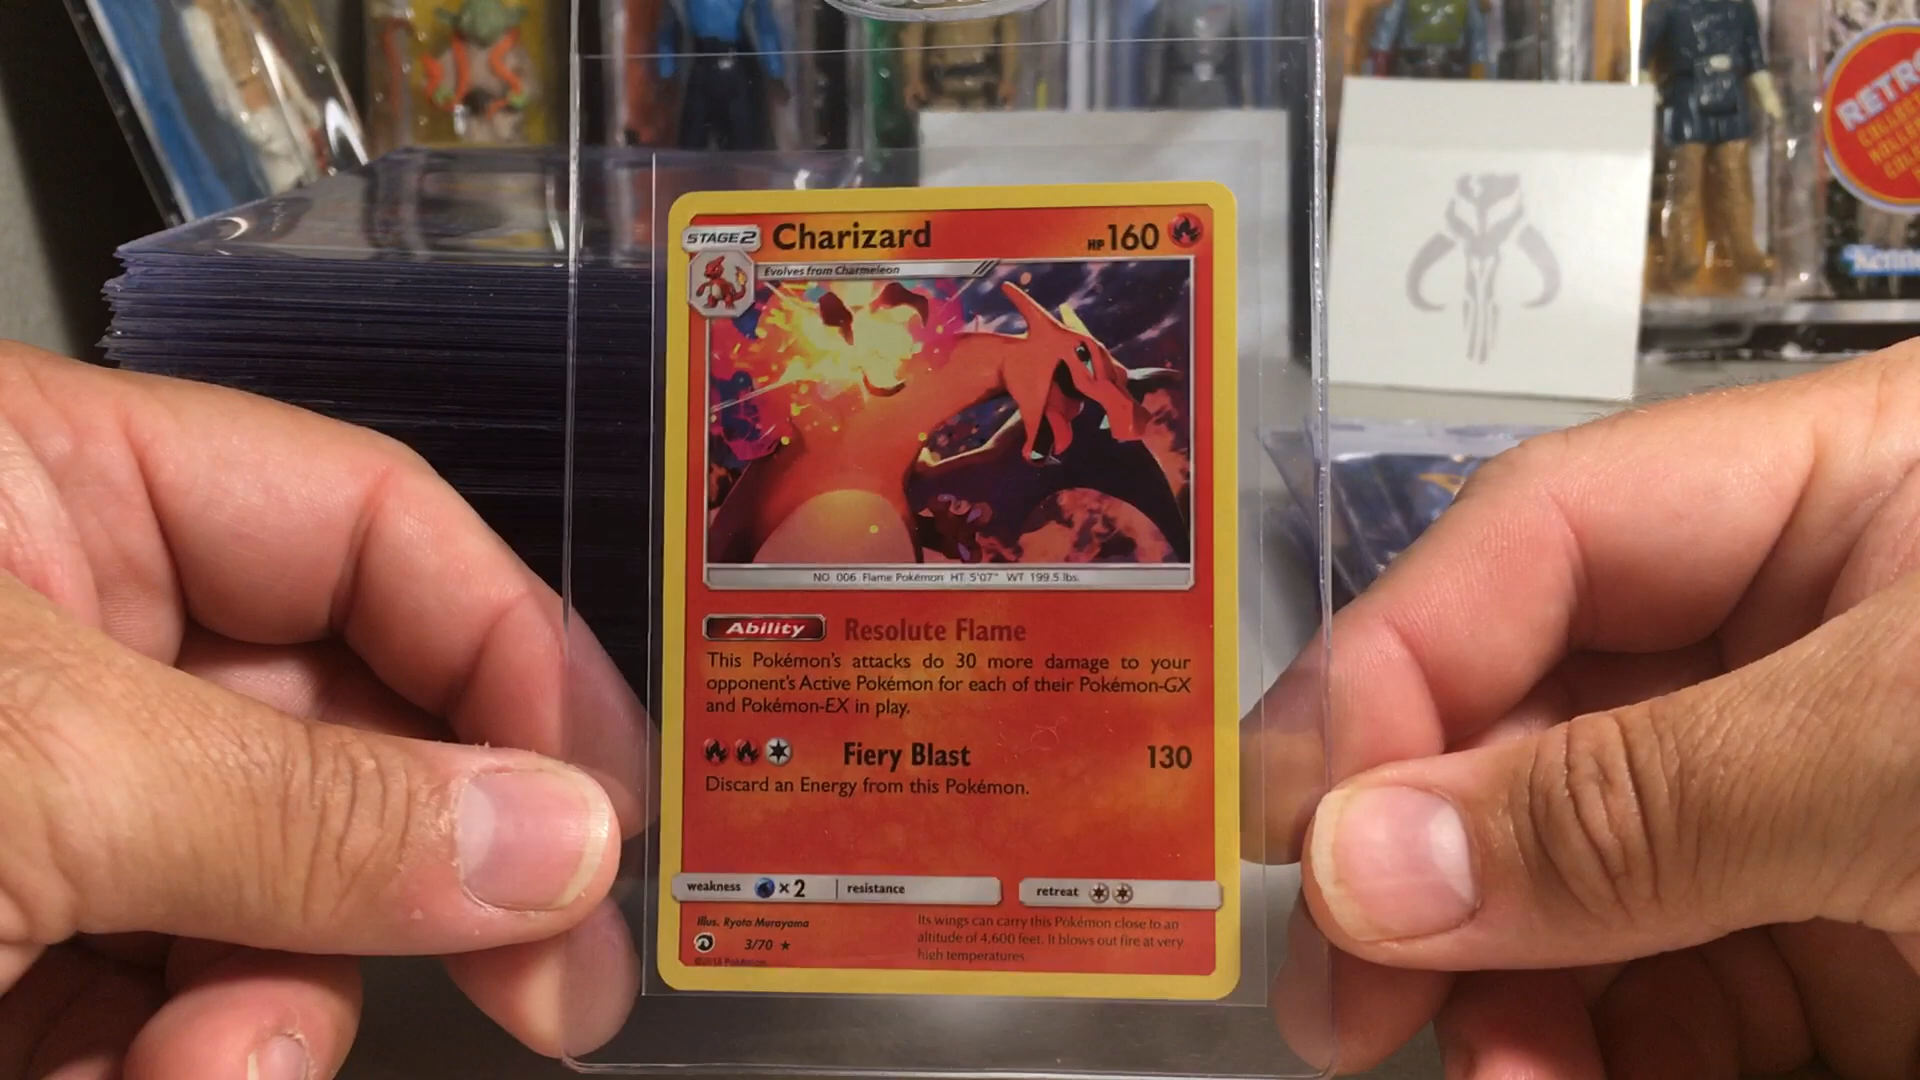 STAGE2 Charizard HP 160
Evolves from Charmeleon
NO 006 Flame Pokémon HT 5'07" WT 199.5 lbs.
Ability Resolute Flame
This Pokémon's attacks do 30 more damage to your
opponent's Active Pokémon for each of their Pokémon-GX
and Pokémon-EX in play.
Fiery Blast 130
Discard an Energy from this Pokémon.
weakness ×2 resistance retreat
Illus. Ryota Murayama
3/70
©2018 Pokémon
Its wings can carry this Pokémon close to an
altitude of 4,600 feet. It blows out fire at very
high temperatures.
RETRO
Kenner